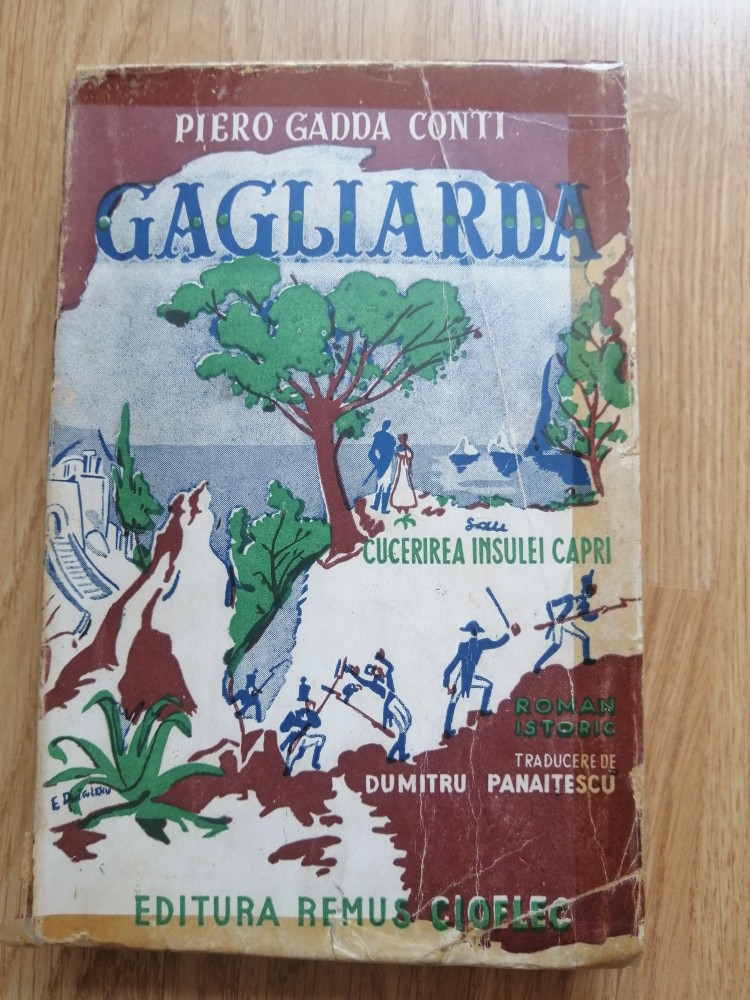 PIERO GADDA CONTI
GAGLIARDA
sau
CUCERIREA INSULEI CAPRI
ROMAN
ISTORIC
TRADUCERE DE
DUMITRU PANAITESCU
EDITURA REMUS CIOFLEC